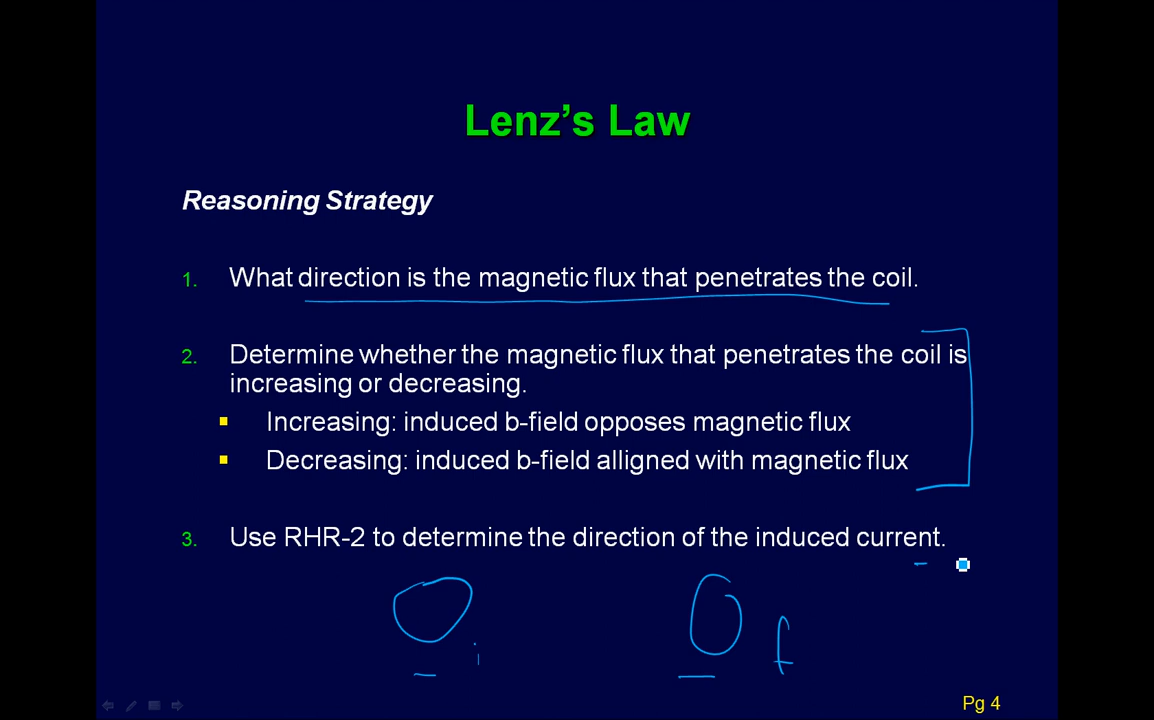 Lenz's Law
Reasoning Strategy
1. What direction is the magnetic flux that penetrates the coil.
2. Determine whether the magnetic flux that penetrates the coil is
increasing or decreasing.
▪ Increasing: induced b-field opposes magnetic flux
▪ Decreasing: induced b-field alligned with magnetic flux
3. Use RHR-2 to determine the direction of the induced current.
i f
Pg 4